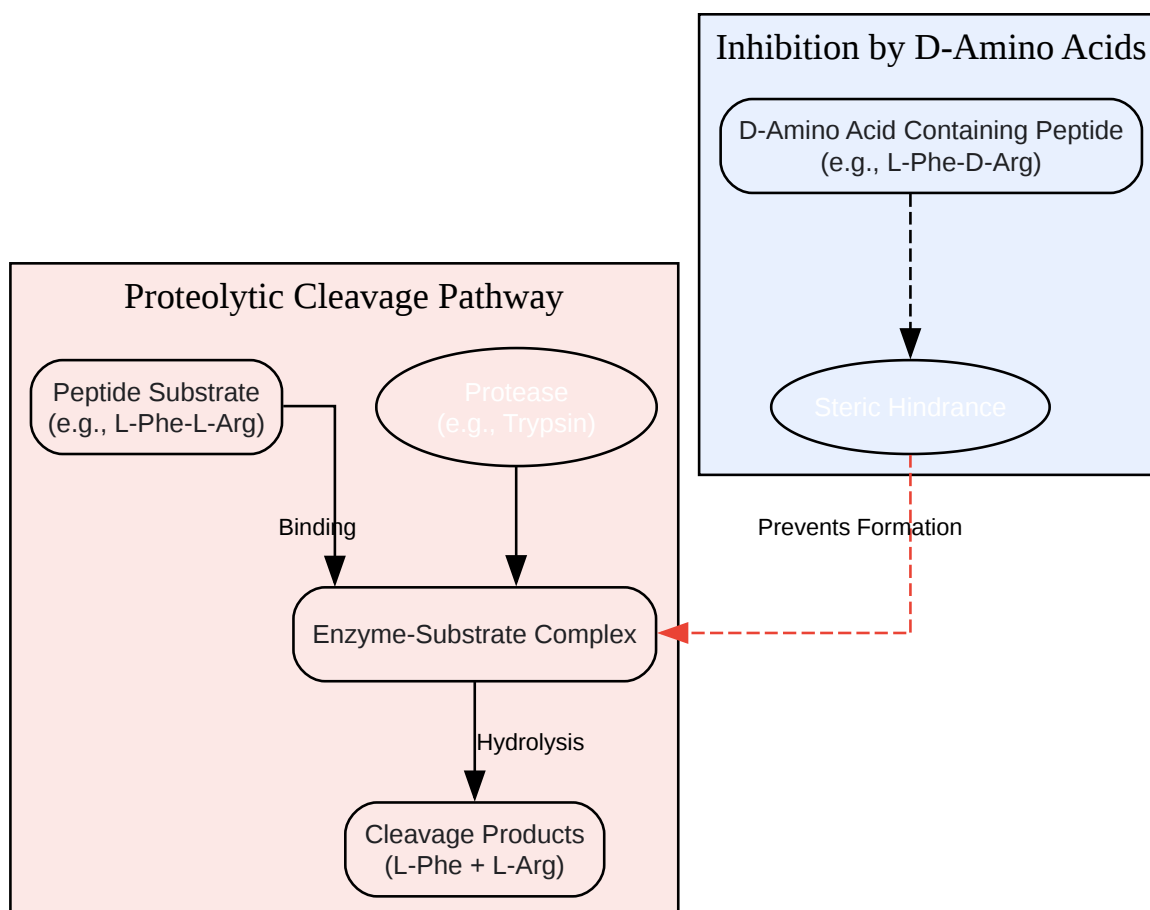 Inhibition by D-Amino Acids
D-Amino Acid Containing Peptide
(e.g., L-Phe-D-Arg)
Steric Hindrance
Prevents Formation
Proteolytic Cleavage Pathway
Peptide Substrate
(e.g., L-Phe-L-Arg)
Protease
(e.g., Trypsin)
Binding
Enzyme-Substrate Complex
Hydrolysis
Cleavage Products
(L-Phe + L-Arg)